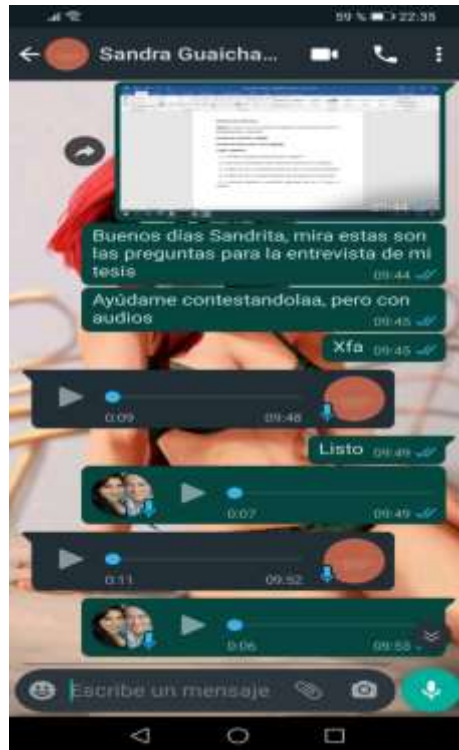 59 % 22:35
Sandra Guaicha...
Buenos días Sandrita, mira estas son
las preguntas para la entrevista de mi
tesis
09:44
Ayúdame contestandolaa, pero con
audios
09:45
Xfa 09:45
0:09 09:48
Listo 09:49
0:07 09:49
0:11 09:52
0:06 09:53
Escribe un mensaje